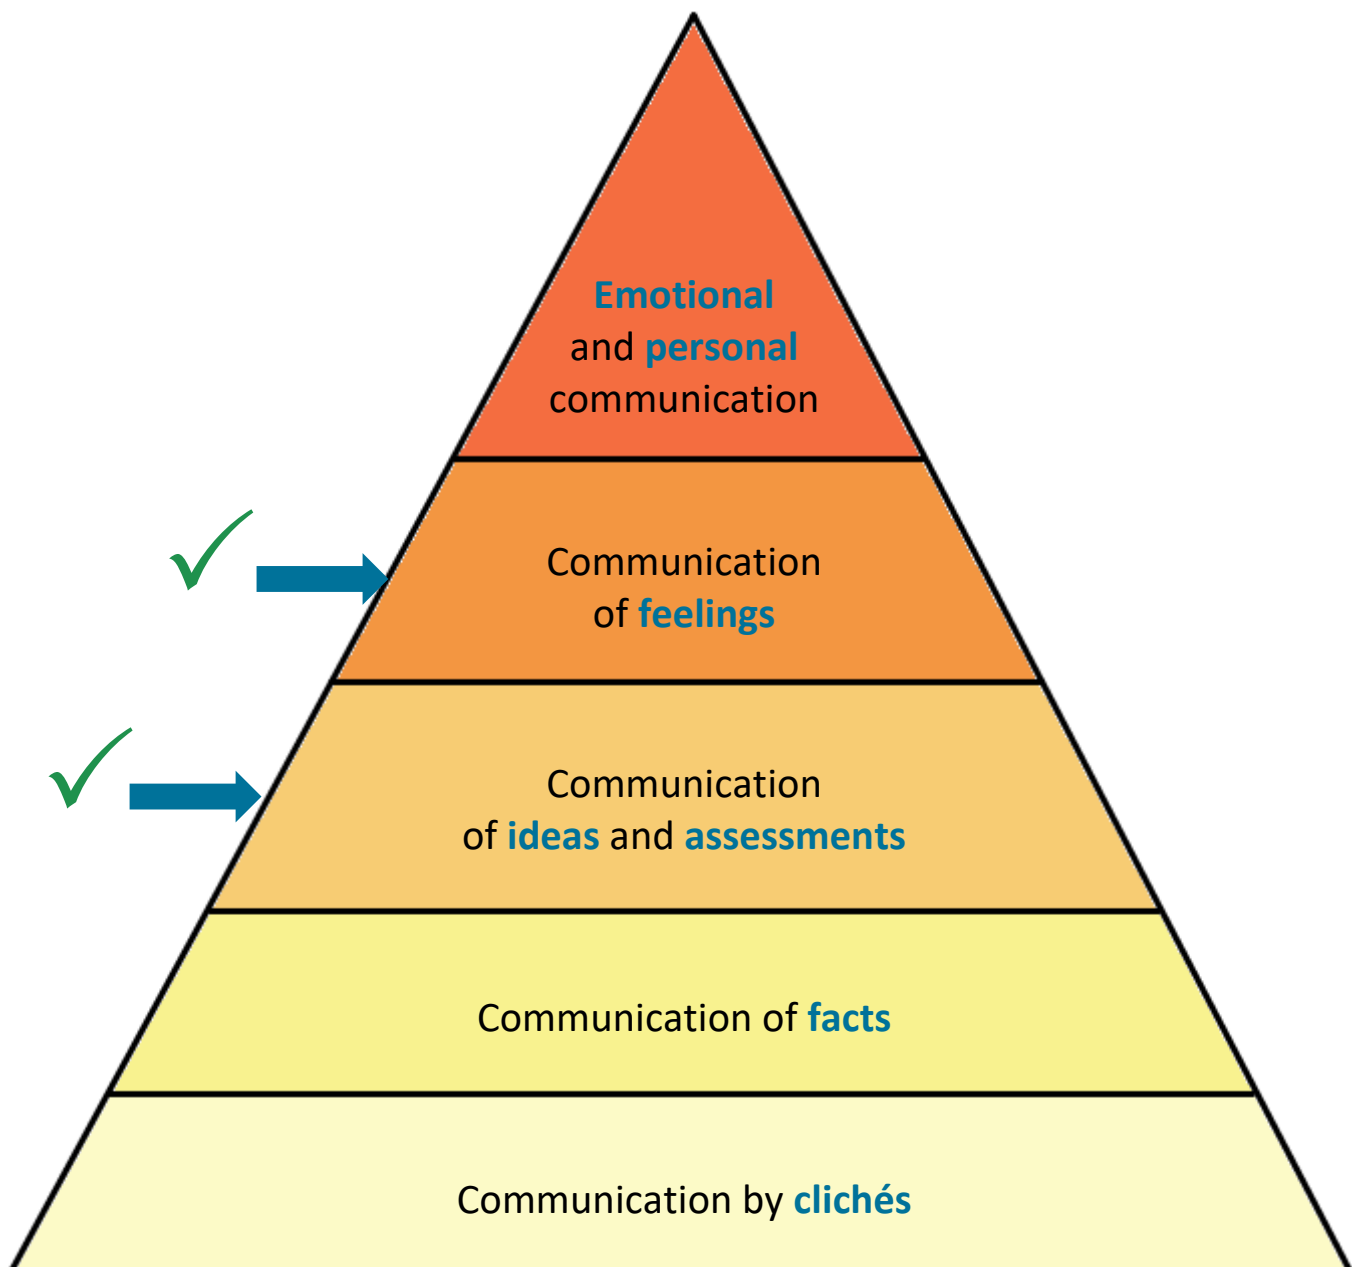 Emotional
and personal
communication
Communication
of feelings
Communication
of ideas and assessments
Communication of facts
Communication by clichés